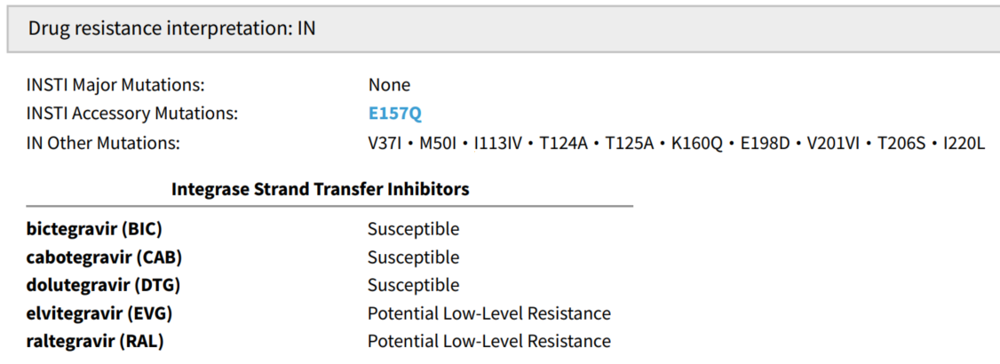 Drug resistance interpretation: IN
INSTI Major Mutations: None
INSTI Accessory Mutations: E157Q
IN Other Mutations: V37I • M50I • I113IV • T124A • T125A • K160Q • E198D • V201VI • T206S • I220L
Integrase Strand Transfer Inhibitors
bictegravir (BIC) Susceptible
cabotegravir (CAB) Susceptible
dolutegravir (DTG) Susceptible
elvitegravir (EVG) Potential Low-Level Resistance
raltegravir (RAL) Potential Low-Level Resistance